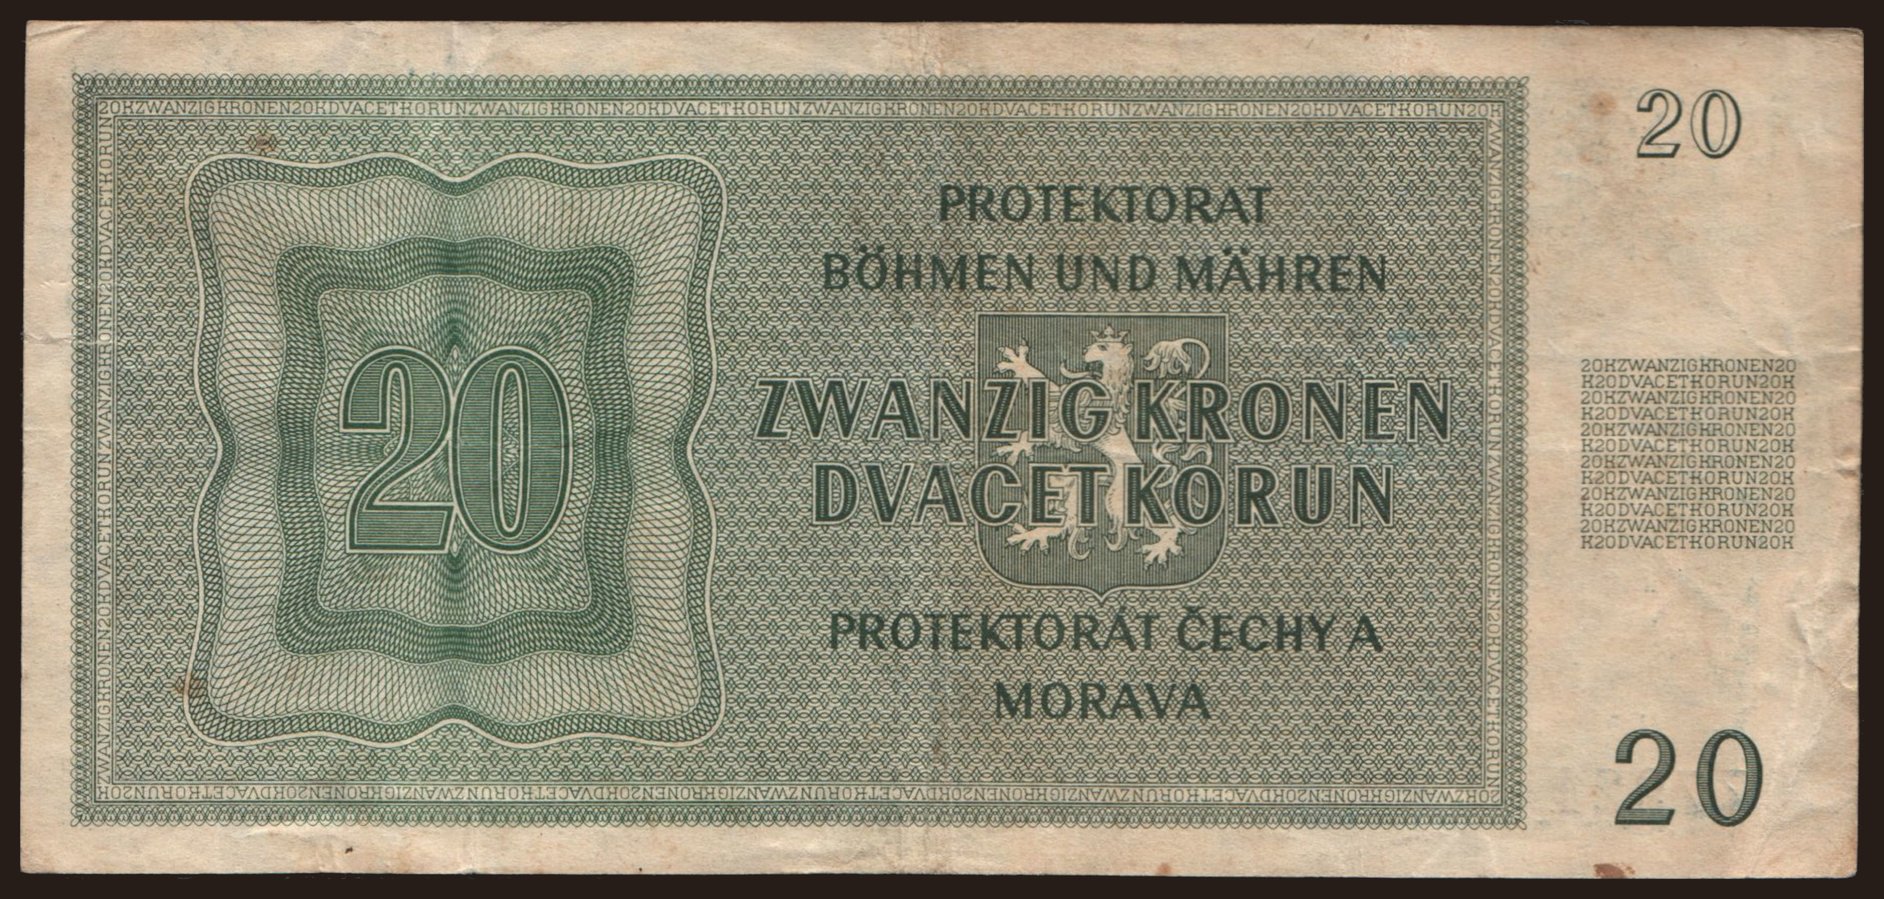 20KZWANZIGKRONEN20KDVACETKORUNZWANZIGKRONEN20KDVACETKORUNZWANZIGKRONEN20KDVACETKORUNZWANZIGKRONEN20KDVACETKORUN20
20
PROTEKTORAT
BÖHMEN UND MÄHREN
20
ZWANZIG KRONEN
DVACET KORUN
PROTEKTORÁT ČECHY A
MORAVA
20KZWANZIGKRONEN20
K20DVACETKORUN20K
20KZWANZIGKRONEN20
K20DVACETKORUN20K
20KZWANZIGKRONEN20
K20DVACETKORUN20K
20KZWANZIGKRONEN20
K20DVACETKORUN20K
20KZWANZIGKRONEN20
K20DVACETKORUN20K
20KZWANZIGKRONEN20
K20DVACETKORUN20K
20